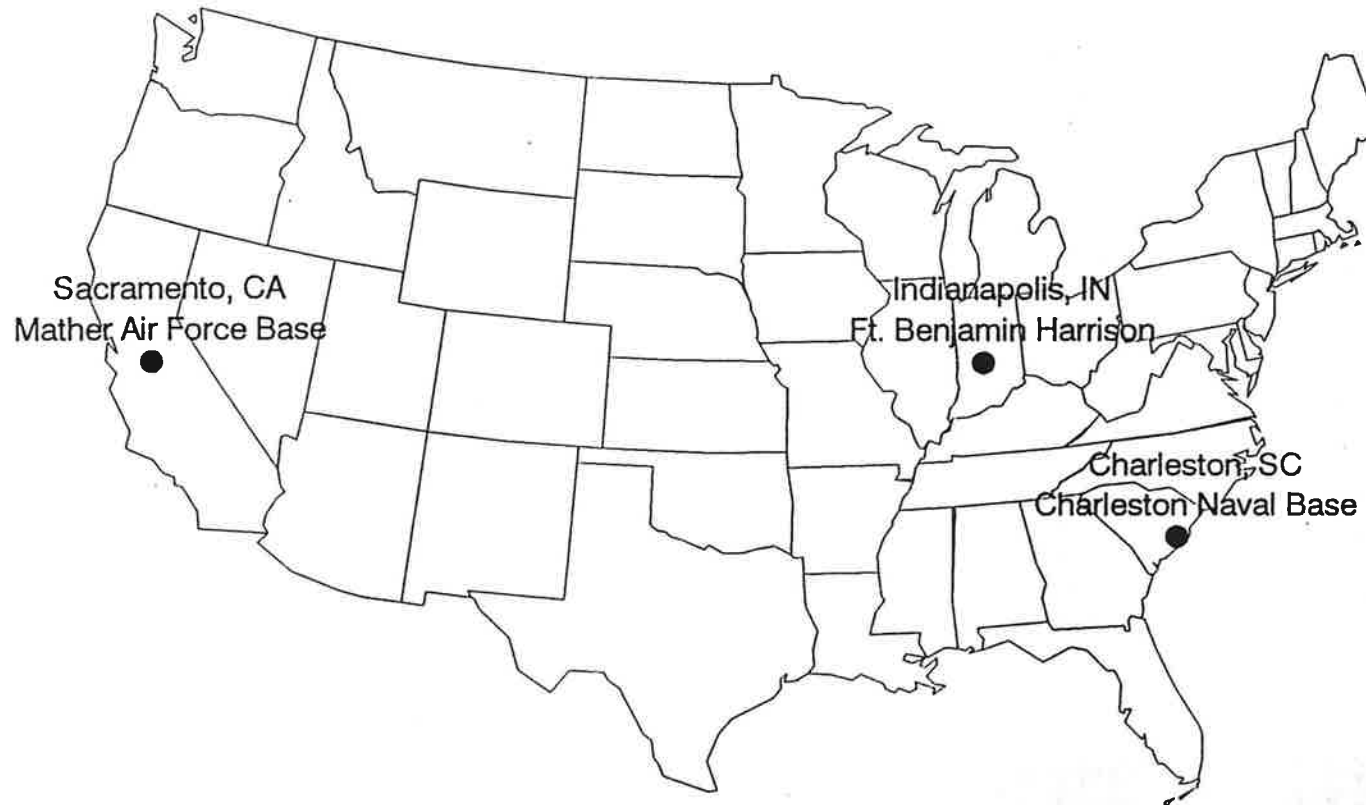 Sacramento, CA
Mather Air Force Base
Indianapolis, IN
Ft. Benjamin Harrison
Charleston, SC
Charleston Naval Base